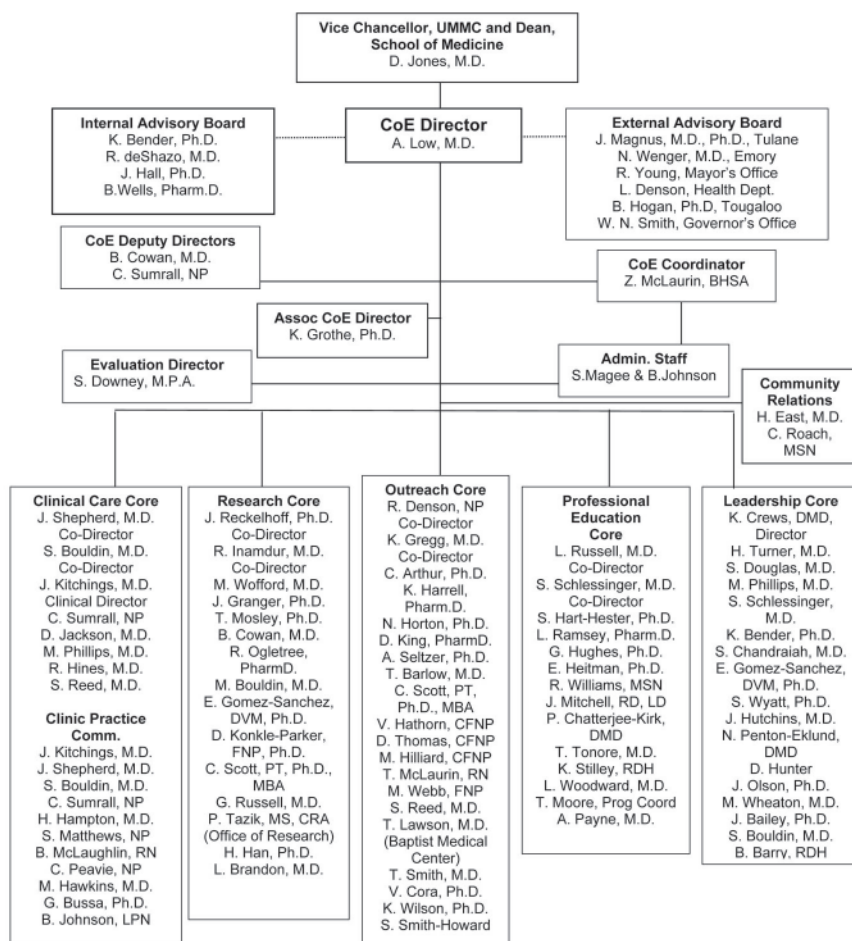 Vice Chancellor, UMMC and Dean,
School of Medicine
D. Jones, M.D.
Internal Advisory Board
K. Bender, Ph.D.
R. deShazo, M.D.
J. Hall, Ph.D.
B.Wells, Pharm.D.
CoE Director
A. Low, M.D.
External Advisory Board
J. Magnus, M.D., Ph.D., Tulane
N. Wenger, M.D., Emory
R. Young, Mayor's Office
L. Denson, Health Dept.
B. Hogan, Ph.D, Tougaloo
W. N. Smith, Governor's Office
CoE Deputy Directors
B. Cowan, M.D.
C. Sumrall, NP
CoE Coordinator
Z. McLaurin, BHSA
Assoc CoE Director
K. Grothe, Ph.D.
Evaluation Director
S. Downey, M.P.A.
Admin. Staff
S.Magee & B.Johnson
Community
Relations
H. East, M.D.
C. Roach,
MSN
Clinical Care Core
J. Shepherd, M.D.
Co-Director
S. Bouldin, M.D.
Co-Director
J. Kitchings, M.D.
Clinical Director
C. Sumrall, NP
D. Jackson, M.D.
M. Phillips, M.D.
R. Hines, M.D.
S. Reed, M.D.
Clinic Practice
Comm.
J. Kitchings, M.D.
J. Shepherd, M.D.
S. Bouldin, M.D.
C. Sumrall, NP
H. Hampton, M.D.
S. Matthews, NP
B. McLaughlin, RN
C. Peavie, NP
M. Hawkins, M.D.
G. Bussa, Ph.D.
B. Johnson, LPN
Research Core
J. Reckelhoff, Ph.D.
Co-Director
R. Inamdur, M.D.
Co-Director
M. Wofford, M.D.
J. Granger, Ph.D.
T. Mosley, Ph.D.
B. Cowan, M.D.
R. Ogletree,
PharmD.
M. Bouldin, M.D.
E. Gomez-Sanchez,
DVM, Ph.D.
D. Konkle-Parker,
FNP, Ph.D.
C. Scott, PT, Ph.D.,
MBA
G. Russell, M.D.
P. Tazik, MS, CRA
(Office of Research)
H. Han, Ph.D.
L. Brandon, M.D.
Outreach Core
R. Denson, NP
Co-Director
K. Gregg, M.D.
Co-Director
C. Arthur, Ph.D.
K. Harrell,
Pharm.D.
N. Horton, Ph.D.
D. King, PharmD.
A. Seltzer, Ph.D.
T. Barlow, M.D.
C. Scott, PT,
Ph.D., MBA
V. Hathorn, CFNP
D. Thomas, CFNP
M. Hilliard, CFNP
T. McLaurin, RN
M. Webb, FNP
S. Reed, M.D.
T. Lawson, M.D.
(Baptist Medical
Center)
T. Smith, M.D.
V. Cora, Ph.D.
K. Wilson, Ph.D.
S. Smith-Howard
Professional
Education
Core
L. Russell, M.D.
Co-Director
S. Schlessinger, M.D.
Co-Director
S. Hart-Hester, Ph.D.
L. Ramsey, Pharm.D.
G. Hughes, Ph.D.
E. Heitman, Ph.D.
R. Williams, MSN
J. Mitchell, RD, LD
P. Chatterjee-Kirk,
DMD
T. Tonore, M.D.
K. Stilley, RDH
L. Woodward, M.D.
T. Moore, Prog Coord
A. Payne, M.D.
Leadership Core
K. Crews, DMD,
Director
H. Turner, M.D.
S. Douglas, M.D.
M. Phillips, M.D.
S. Schlessinger,
M.D.
K. Bender, Ph.D.
S. Chandraiah, M.D.
E. Gomez-Sanchez,
DVM, Ph.D.
S. Wyatt, Ph.D.
J. Hutchins, M.D.
N. Penton-Eklund,
DMD
D. Hunter
J. Olson, Ph.D.
M. Wheaton, M.D.
J. Bailey, Ph.D.
S. Bouldin, M.D.
B. Barry, RDH